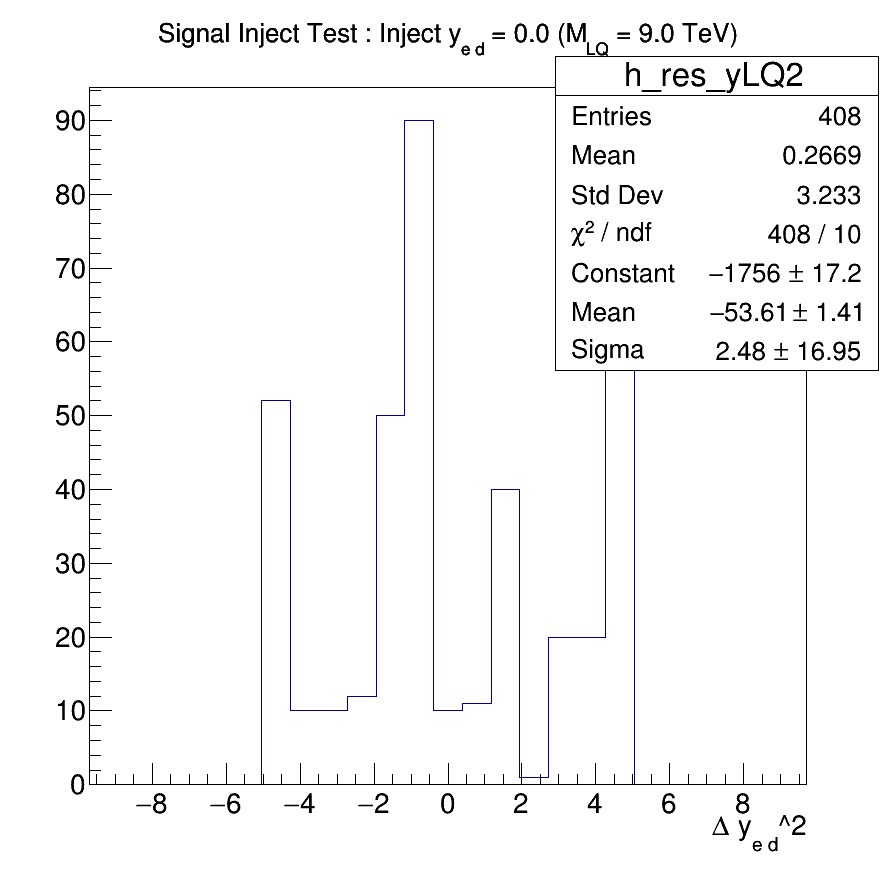 Signal Inject Test : Inject y_{e d} = 0.0 (M_{LQ} = 9.0 TeV)
h_res_yLQ2
Entries 408
Mean 0.2669
Std Dev 3.233
χ² / ndf 408 / 10
Constant −1756 ± 17.2
Mean −53.61 ± 1.41
Sigma 2.48 ± 16.95
90
80
70
60
50
40
30
20
10
0
−8 −6 −4 −2 0 2 4 6 8
Δ y_{e d}^2